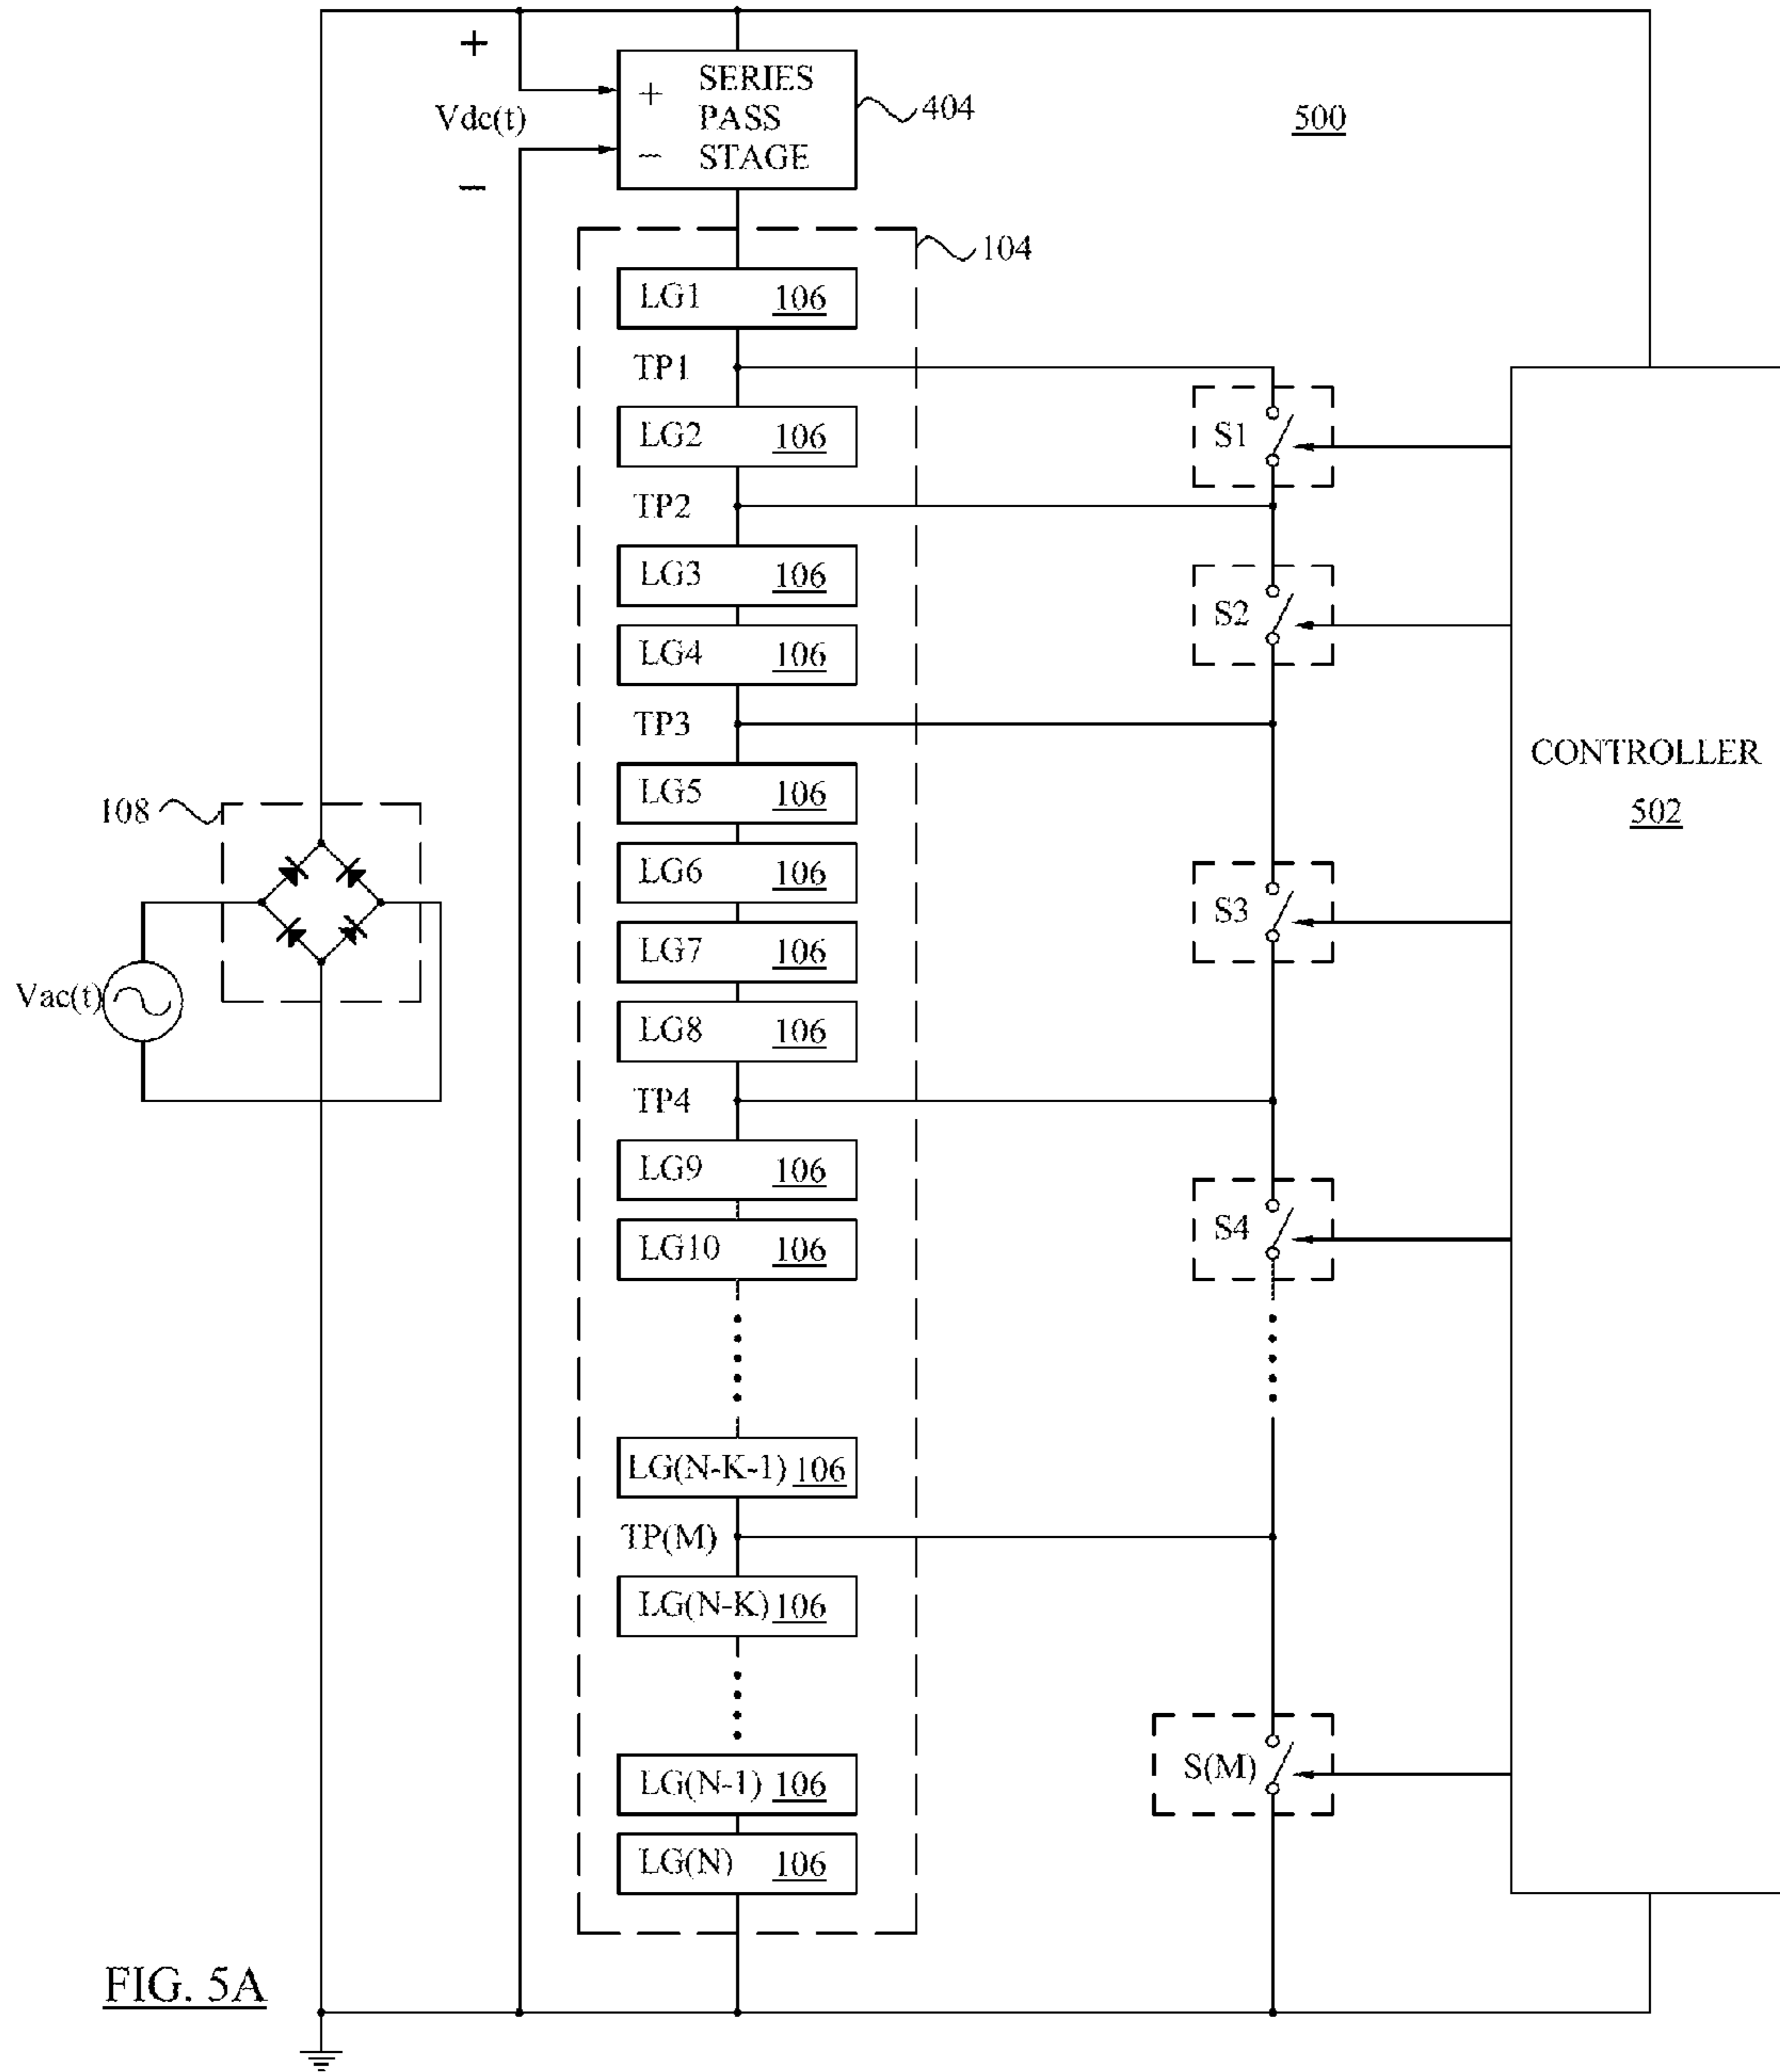 +
Vdc(t)
−
+ SERIES
PASS
− STAGE
404
500
104
LG1 106
TP1
S1
LG2 106
TP2
LG3 106
S2
LG4 106
TP3
CONTROLLER
502
LG5 106
108
LG6 106
S3
LG7 106
Vac(t)
LG8 106
TP4
LG9 106
S4
LG10 106
LG(N-K-1) 106
TP(M)
LG(N-K) 106
S(M)
LG(N-1) 106
LG(N) 106
FIG. 5A